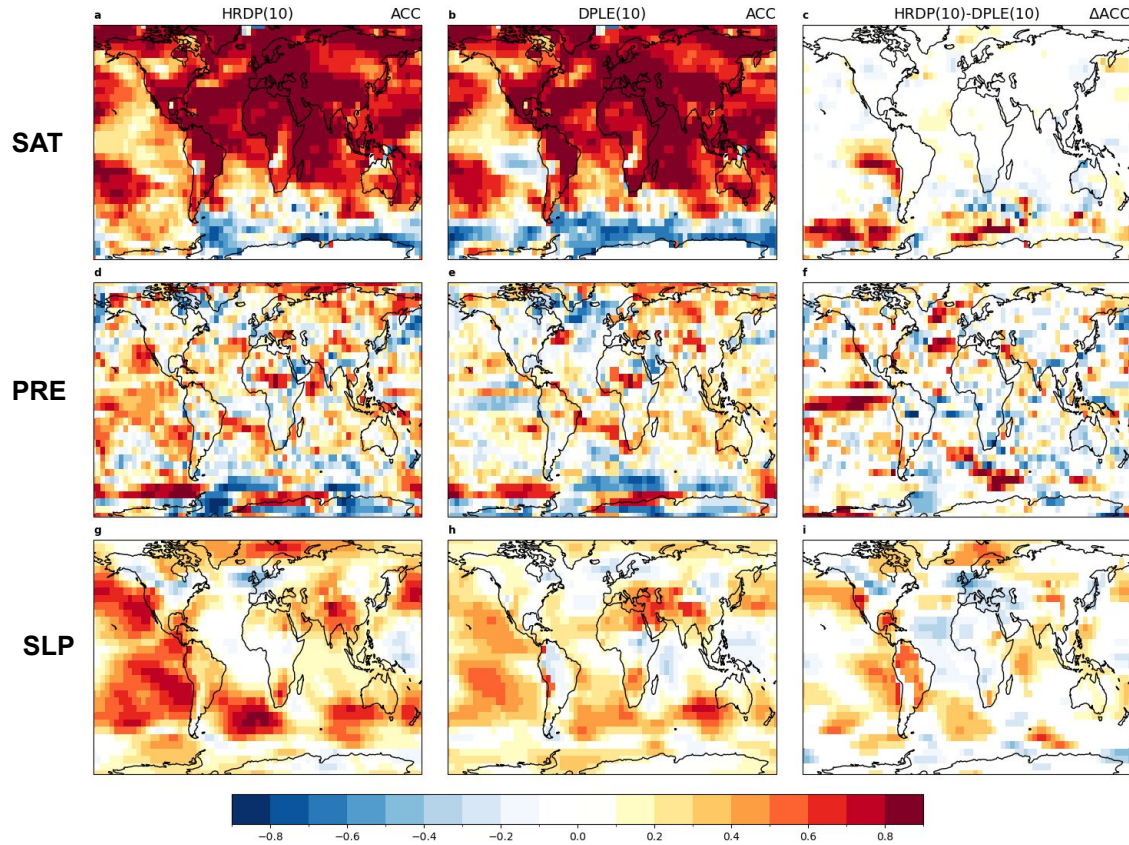 HRDP(10) ACC
DPLE(10) ACC
HRDP(10)-DPLE(10) ΔACC
a
b
c
SAT
d
e
f
PRE
g
h
i
SLP
−0.8 −0.6 −0.4 −0.2 0.0 0.2 0.4 0.6 0.8